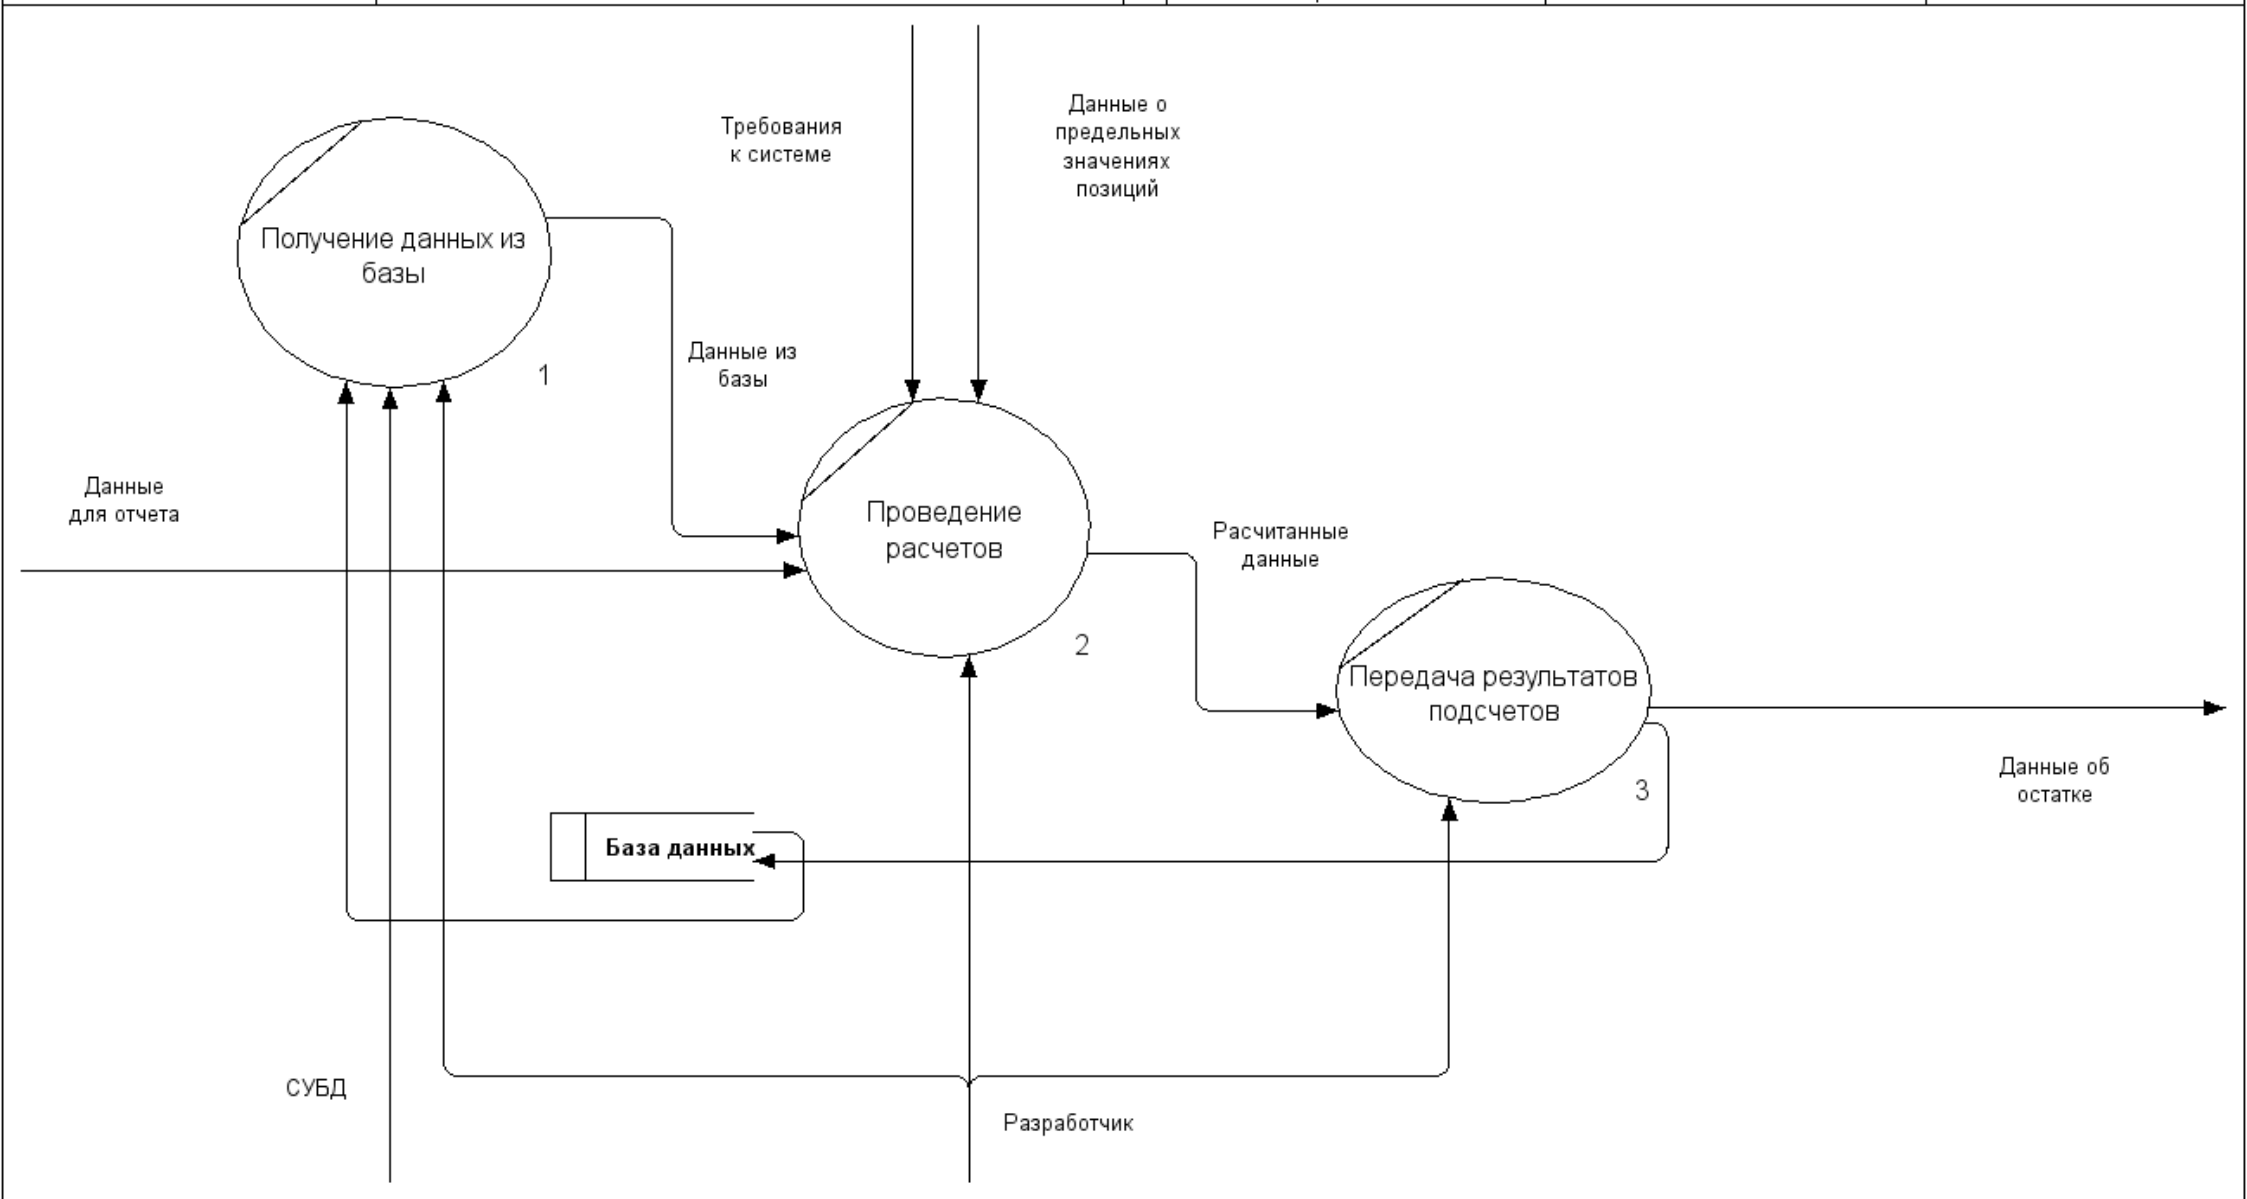 Требования
к системе
Данные о
предельных
значениях
позиций
Получение данных из
базы
1
Данные из
базы
Данные
для отчета
Проведение
расчетов
2
Расчитанные
данные
Передача результатов
подсчетов
3
Данные об
остатке
База данных
СУБД
Разработчик